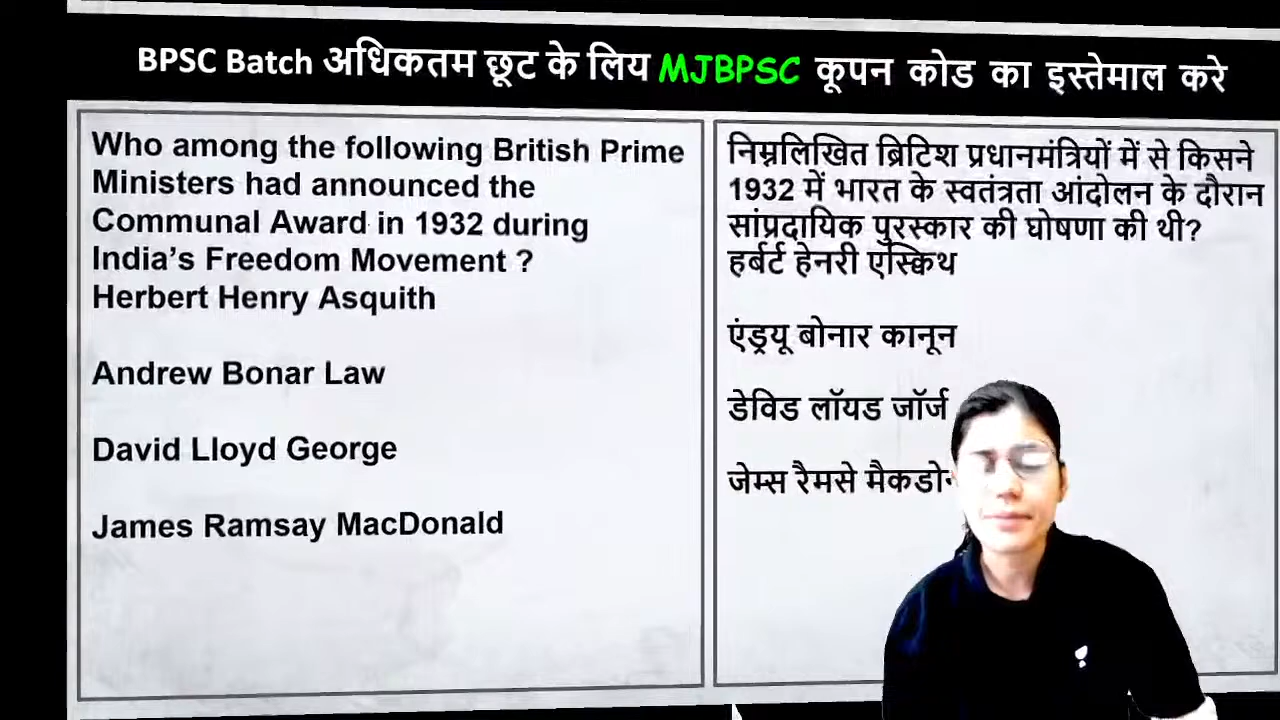 BPSC Batch अधिकतम छूट के लिय MJBPSC कूपन कोड का इस्तेमाल करे
Who among the following British Prime
Ministers had announced the
Communal Award in 1932 during
India's Freedom Movement ?
Herbert Henry Asquith
Andrew Bonar Law
David Lloyd George
James Ramsay MacDonald
निम्नलिखित ब्रिटिश प्रधानमंत्रियों में से किसने
1932 में भारत के स्वतंत्रता आंदोलन के दौरान
सांप्रदायिक पुरस्कार की घोषणा की थी?
हर्बर्ट हेनरी एस्क्विथ
एंड्रयू बोनार कानून
डेविड लॉयड जॉर्ज
जेम्स रैमसे